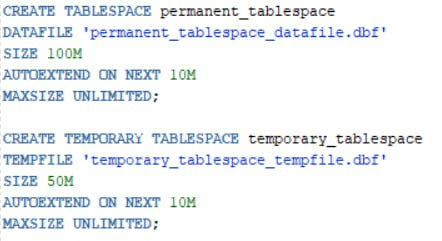 CREATE TABLESPACE permanent_tablespace
DATAFILE 'permanent_tablespace_datafile.dbf'
SIZE 100M
AUTOEXTEND ON NEXT 10M
MAXSIZE UNLIMITED;
CREATE TEMPORARY TABLESPACE temporary_tablespace
TEMPFILE 'temporary_tablespace_tempfile.dbf'
SIZE 50M
AUTOEXTEND ON NEXT 10M
MAXSIZE UNLIMITED;